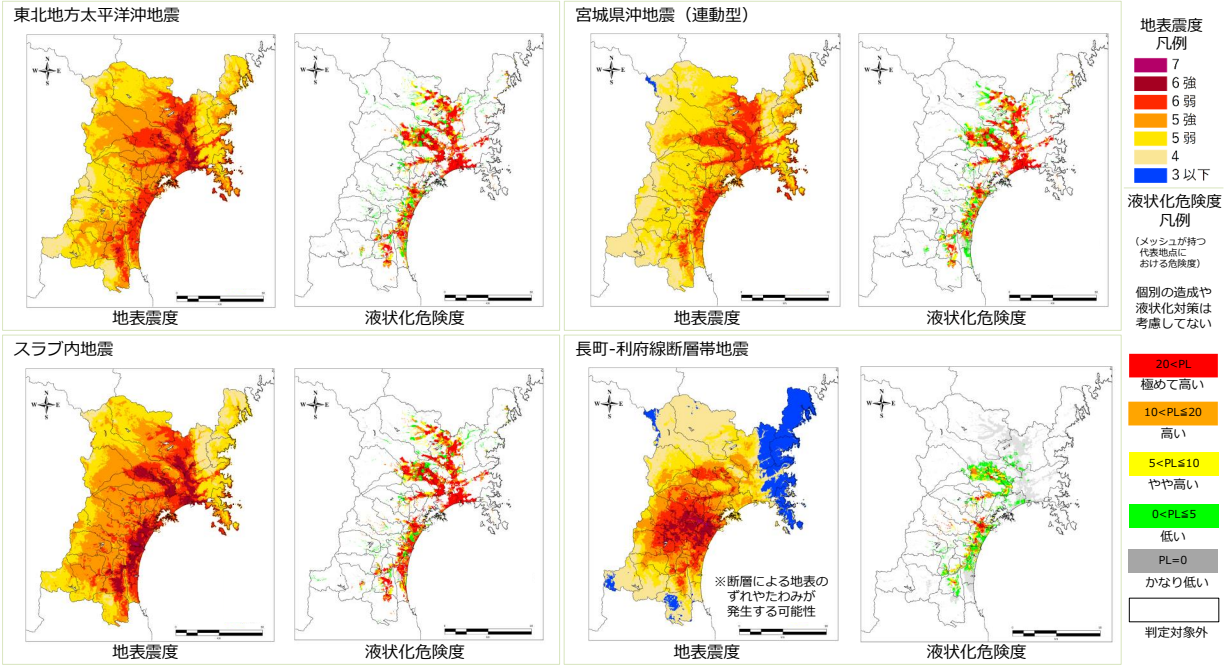 東北地方太平洋沖地震
N
W E
S
地表震度
液状化危険度
宮城県沖地震（連動型）
N
W E
S
地表震度
液状化危険度
スラブ内地震
N
W E
S
地表震度
液状化危険度
長町-利府線断層帯地震
N
W E
S
※断層による地表の
ずれやたわみが
発生する可能性
地表震度
液状化危険度
地表震度
凡例
7
6 強
6 弱
5 強
5 弱
4
3 以下
液状化危険度
凡例
（メッシュが持つ
代表地点に
おける危険度）
個別の造成や
液状化対策は
考慮してない
20<PL
極めて高い
10<PL≦20
高い
5<PL≦10
やや高い
0<PL≦5
低い
PL=0
かなり低い
判定対象外